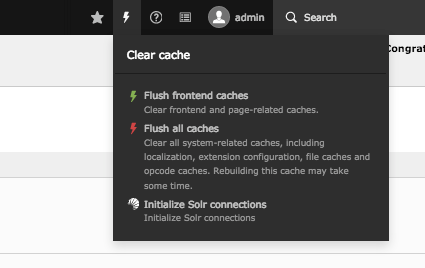 admin
Search
Congrat
Clear cache
Flush frontend caches
Clear frontend and page-related caches.
Flush all caches
Clear all system-related caches, including
localization, extension configuration, file caches and
opcode caches. Rebuilding this cache may take
some time.
Initialize Solr connections
Initialize Solr connections